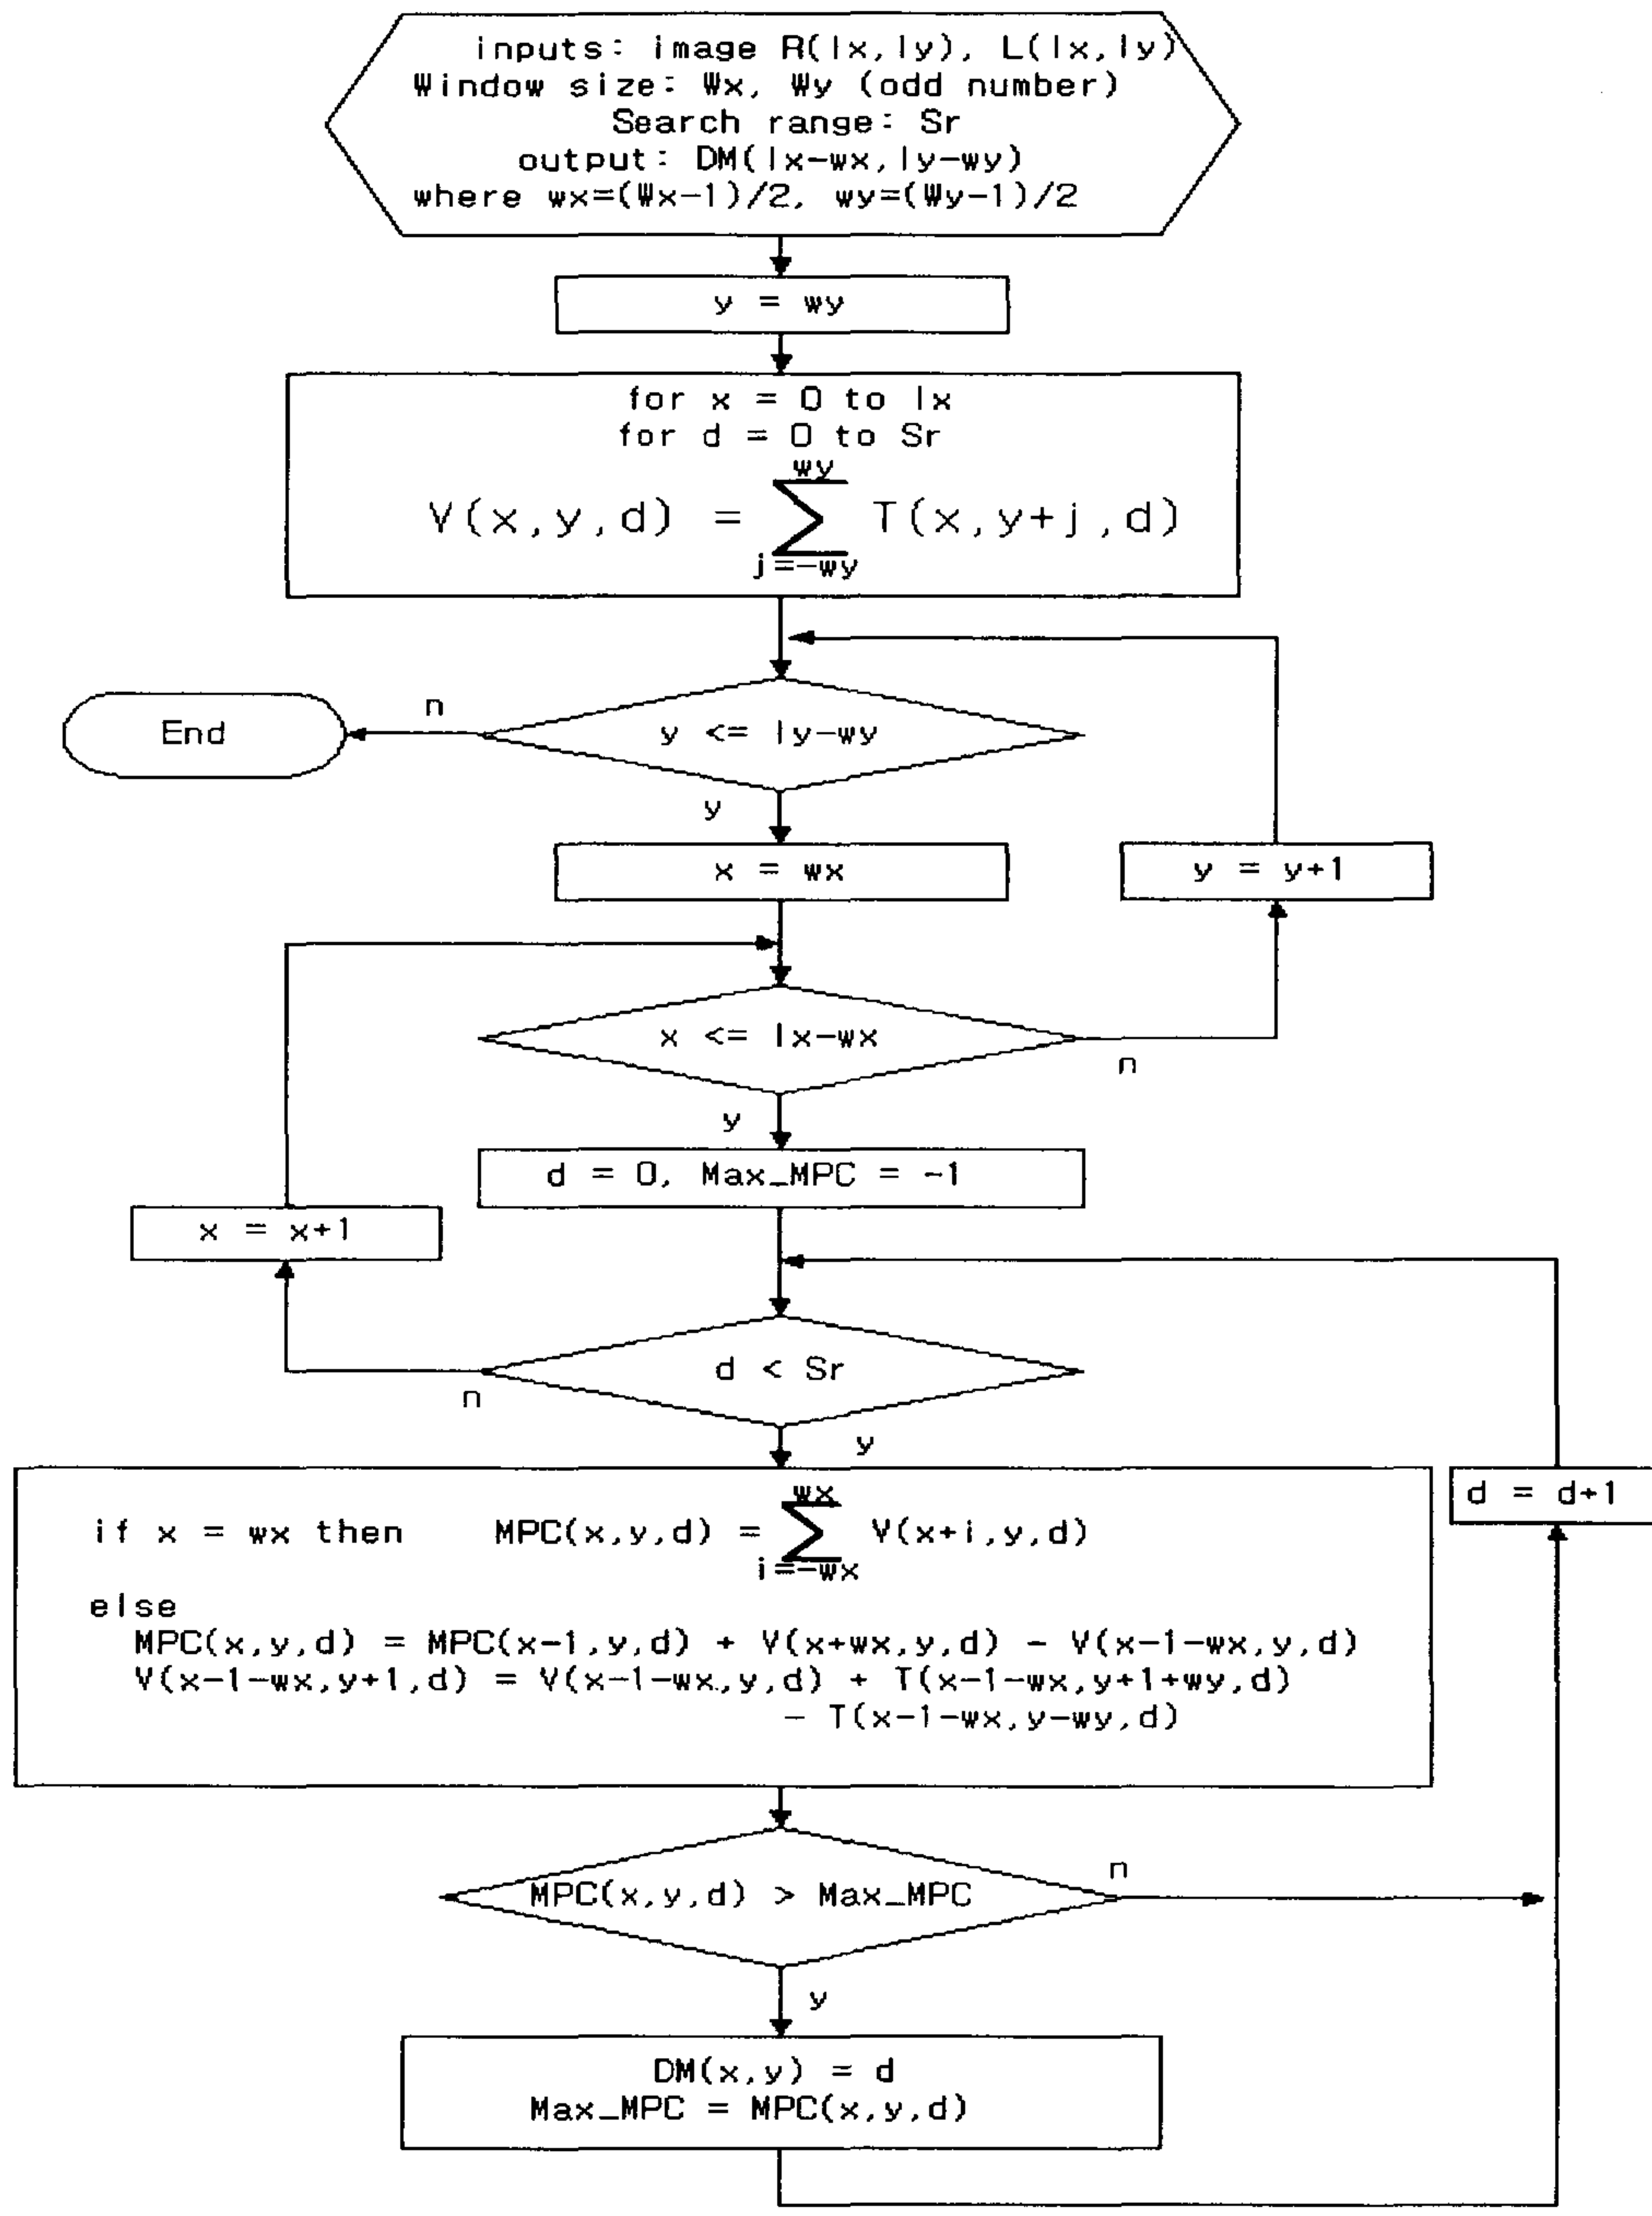 inputs: image R(Ix,Iy), L(Ix,Iy)
Window size: Wx, Wy (odd number)
Search range: Sr
output: DM(Ix-wx,Iy-wy)
where wx=(Wx-1)/2, wy=(Wy-1)/2
y = wy
for x = 0 to Ix
for d = 0 to Sr
wy
V(x,y,d) = ∑ T(x,y+j,d)
j=-wy
n
End
y <= Iy-wy
y
x = wx
y = y+1
x <= Ix-wx
n
y
d = 0, Max_MPC = -1
x = x+1
d < Sr
n
y
wx
if x = wx then MPC(x,y,d) = ∑ V(x+i,y,d)
i=-wx
d = d+1
else
MPC(x,y,d) = MPC(x-1,y,d) + V(x+wx,y,d) - V(x-1-wx,y,d)
V(x-1-wx,y+1,d) = V(x-1-wx,y,d) + T(x-1-wx,y+1+wy,d)
- T(x-1-wx,y-wy,d)
n
MPC(x,y,d) > Max_MPC
y
DM(x,y) = d
Max_MPC = MPC(x,y,d)